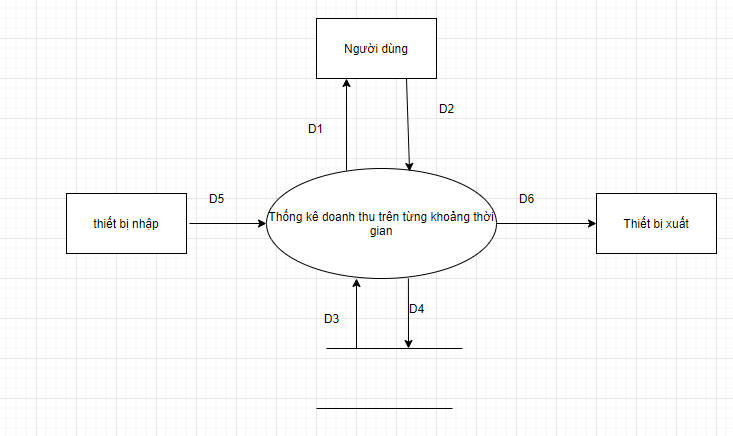 Người dùng
D1
D2
thiết bị nhập
D5
Thống kê doanh thu trên từng khoảng thời
gian
D6
Thiết bị xuất
D3
D4